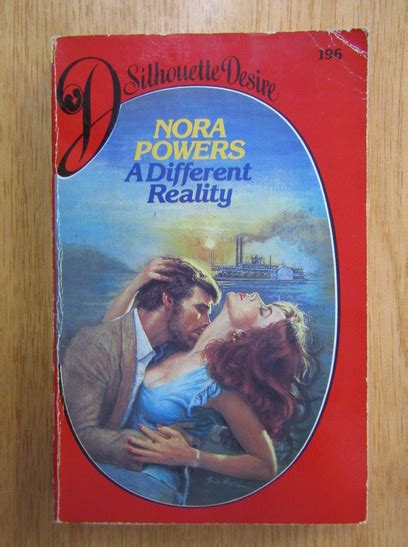 196
D Silhouette Desire
NORA
POWERS
A Different
Reality